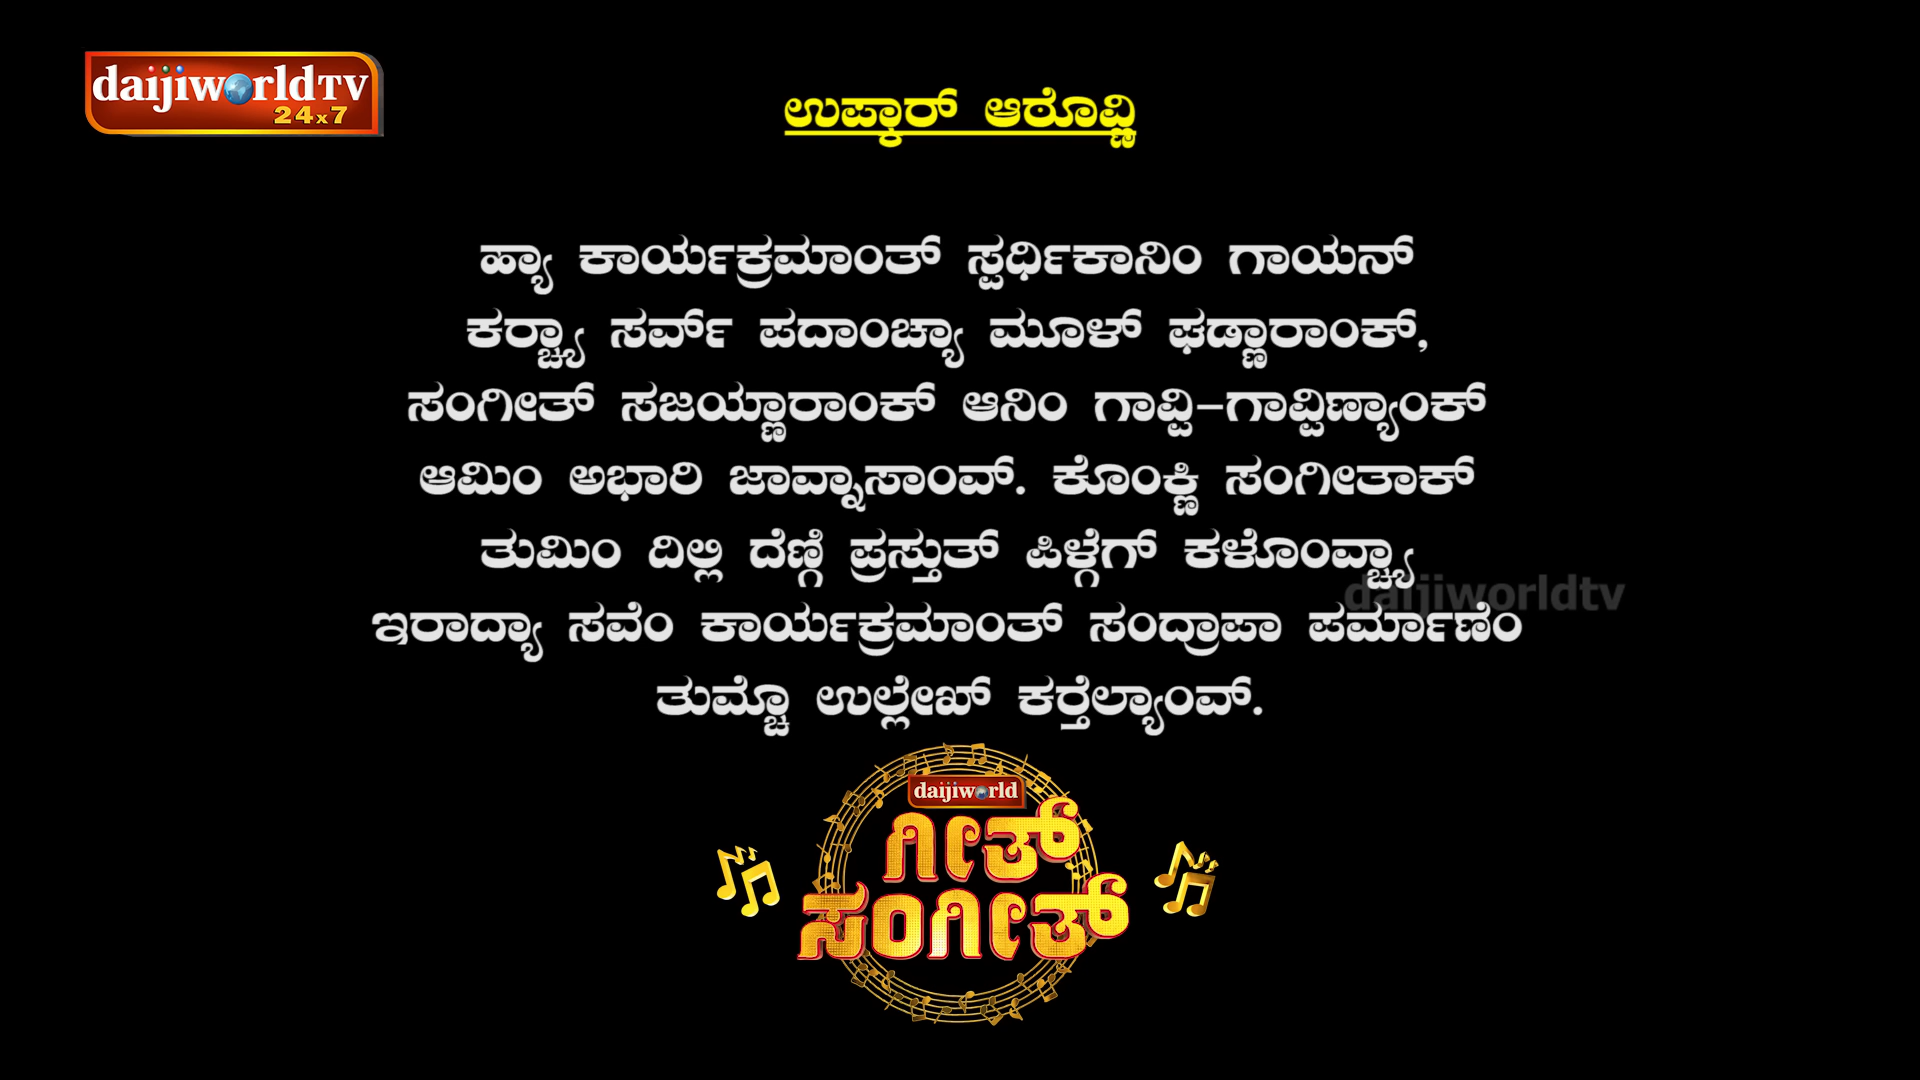 daijiworldTV
24x7
ಉಪ್ಕಾರ್ ಆಠೊವ್ಣಿ
ಹ್ಯಾ ಕಾರ್ಯಕ್ರಮಾಂತ್ ಸ್ಪರ್ಧಿಕಾನಿಂ ಗಾಯನ್
ಕರ‍್ಚ್ಯಾ ಸರ್ವ್ ಪದಾಂಚ್ಯಾ ಮೂಳ್ ಘಡ್ಣಾರಾಂಕ್,
ಸಂಗೀತ್ ಸಜಯ್ಣಾರಾಂಕ್ ಆನಿಂ ಗಾವ್ಪಿ-ಗಾವ್ಪಿಣ್ಯಾಂಕ್
ಆಮಿಂ ಅಭಾರಿ ಜಾವ್ನಾಸಾಂವ್. ಕೊಂಕ್ಣಿ ಸಂಗೀತಾಕ್
ತುಮಿಂ ದಿಲ್ಲಿ ದೆಣ್ಗಿ ಪ್ರಸ್ತುತ್ ಪಿಳ್ಗೆಗ್ ಕಳೊಂವ್ಚ್ಯಾ
daijiworldtv
ಇರಾದ್ಯಾ ಸವೆಂ ಕಾರ್ಯಕ್ರಮಾಂತ್ ಸಂದ್ರಾಪಾ ಪರ್ಮಾಣೆಂ
ತುಮ್ಚೊ ಉಲ್ಲೇಖ್ ಕರ‍್ತೆಲ್ಯಾಂವ್.
daijiworld
ಗೀತ್
ಸಂಗೀತ್